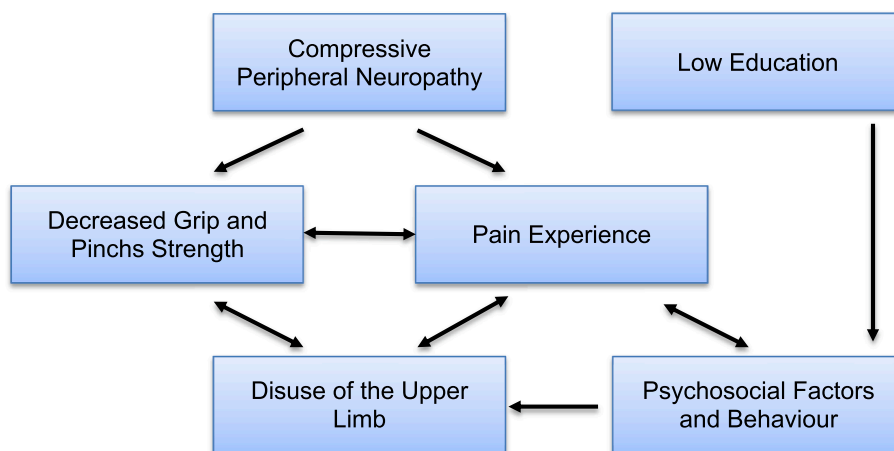 Compressive
Peripheral Neuropathy
Low Education
Decreased Grip and
Pinchs Strength
Pain Experience
Disuse of the Upper
Limb
Psychosocial Factors
and Behaviour